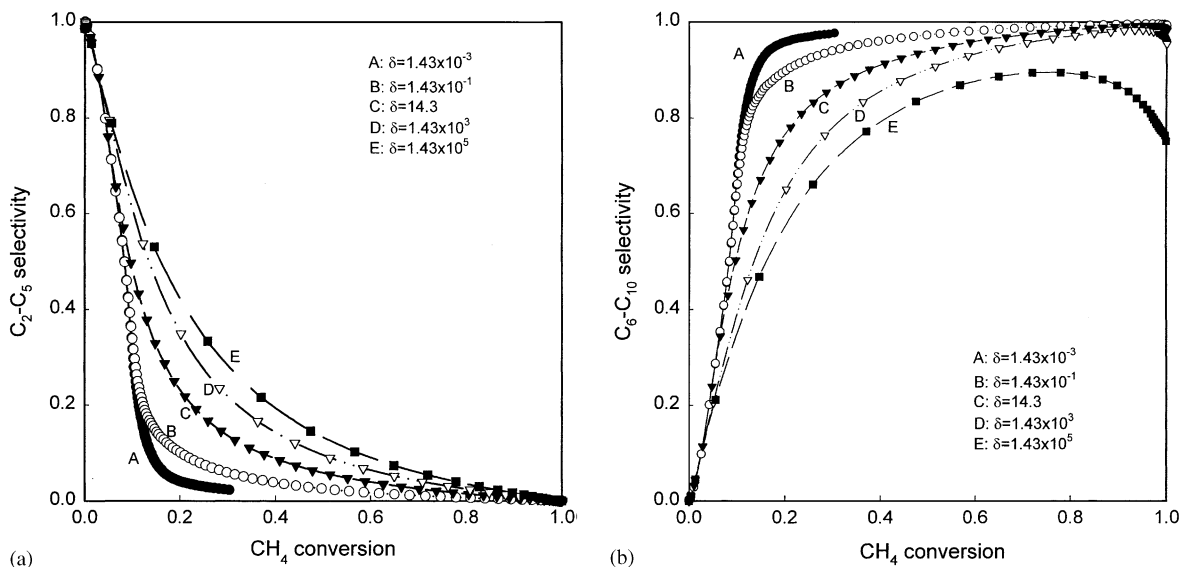 1.0
0.8
0.6
0.4
0.2
0.0
C2-C5 selectivity
A: δ=1.43x10-3
B: δ=1.43x10-1
C: δ=14.3
D: δ=1.43x103
E: δ=1.43x105
E
D
C
B
A
0.0 0.2 0.4 0.6 0.8 1.0
CH4 conversion
(a)
1.0
0.8
0.6
0.4
0.2
0.0
C6-C10 selectivity
A
B
C
D
E
A: δ=1.43x10-3
B: δ=1.43x10-1
C: δ=14.3
D: δ=1.43x103
E: δ=1.43x105
0.0 0.2 0.4 0.6 0.8 1.0
CH4 conversion
(b)